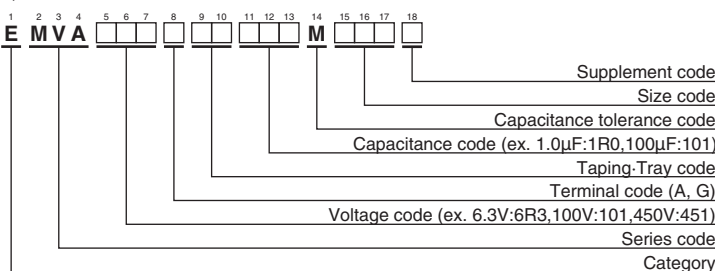 1 2 3 4 5 6 7 8 9 10 11 12 13 14 15 16 17 18
E M V A □□□ □ □□ □□□ M □□□ □
Supplement code
Size code
Capacitance tolerance code
Capacitance code (ex. 1.0μF:1R0,100μF:101)
Taping·Tray code
Terminal code (A, G)
Voltage code (ex. 6.3V:6R3,100V:101,450V:451)
Series code
Category